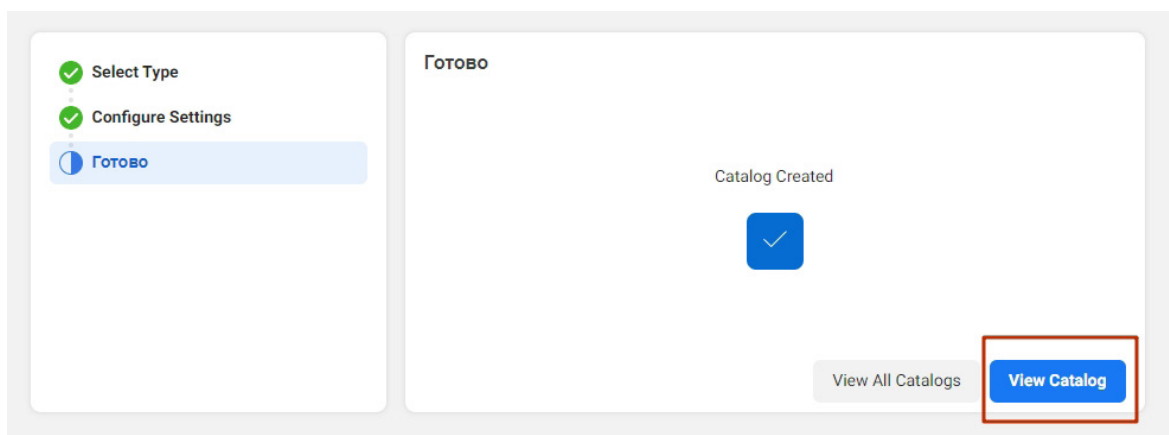 Select Type
Configure Settings
Готово
Готово
Catalog Created
View All Catalogs
View Catalog